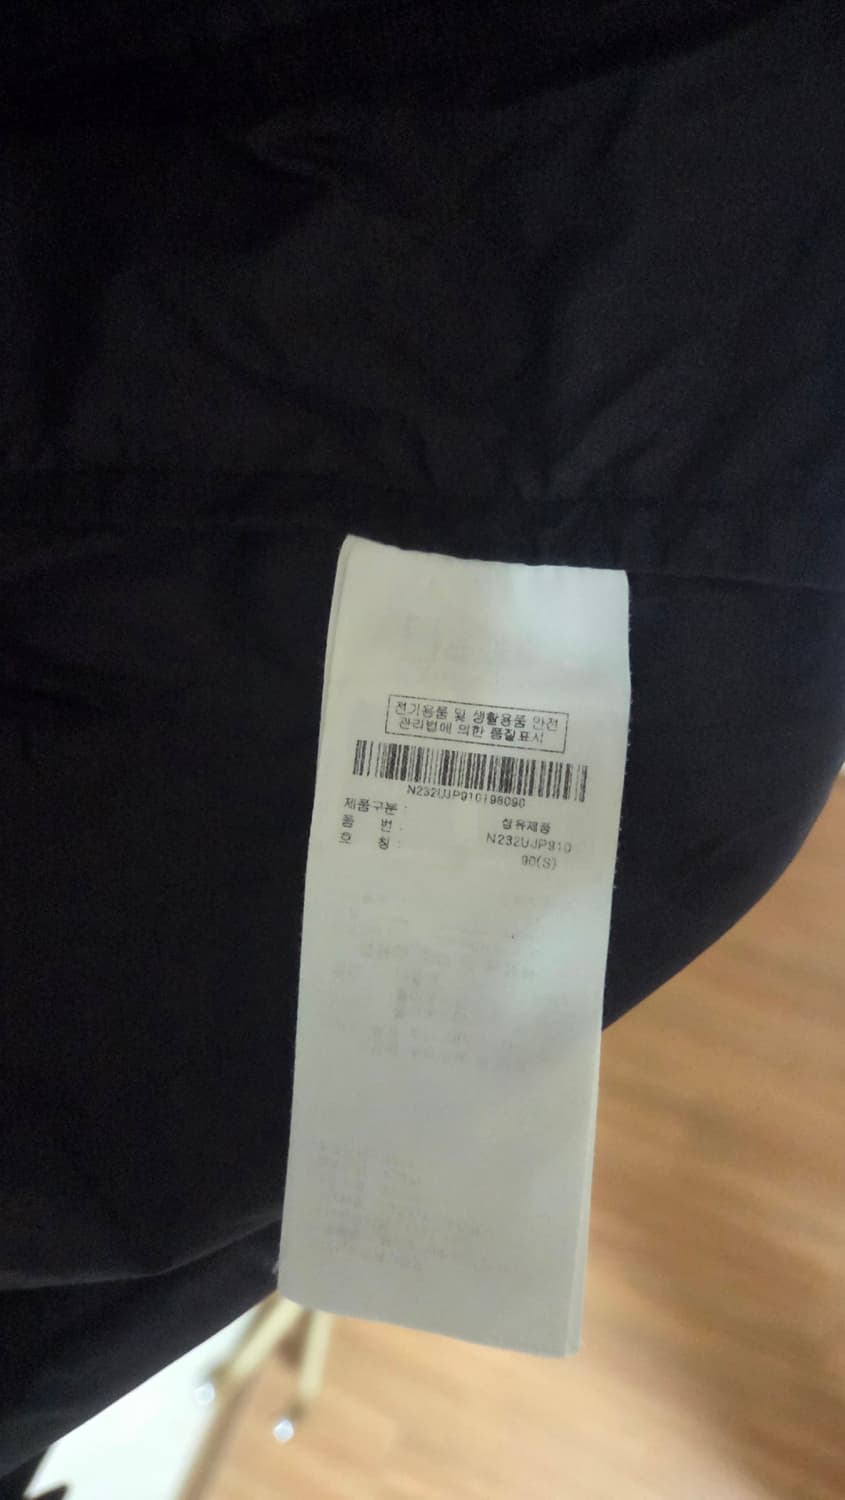 전기용품 및 생활용품 안전
관리법에 의한 품질표시
N232UJP910198090
제품구분 : 섬유제품
품 번 : N232UJP910
호 칭 : 90(S)